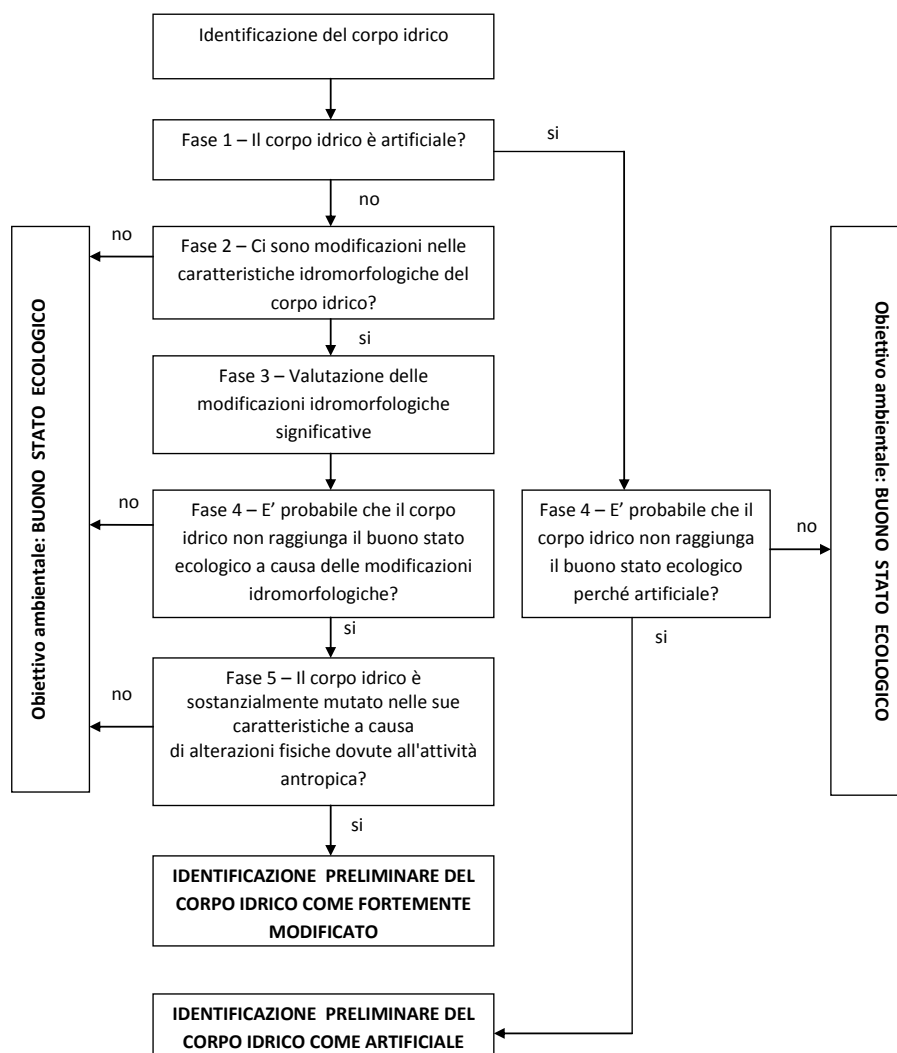 Identificazione del corpo idrico
Fase 1 – Il corpo idrico è artificiale?
si
no
Fase 2 – Ci sono modificazioni nelle
caratteristiche idromorfologiche del
corpo idrico?
no
si
Fase 3 – Valutazione delle
modificazioni idromorfologiche
significative
Fase 4 – E’ probabile che il corpo
idrico non raggiunga il buono stato
ecologico a causa delle modificazioni
idromorfologiche?
no
si
Fase 4 – E’ probabile che il
corpo idrico non raggiunga
il buono stato ecologico
perché artificiale?
no
si
Fase 5 – Il corpo idrico è
sostanzialmente mutato nelle sue
caratteristiche a causa
di alterazioni fisiche dovute all'attività
antropica?
no
si
Obiettivo ambientale: BUONO STATO ECOLOGICO
Obiettivo ambientale: BUONO STATO ECOLOGICO
IDENTIFICAZIONE PRELIMINARE DEL
CORPO IDRICO COME FORTEMENTE
MODIFICATO
IDENTIFICAZIONE PRELIMINARE DEL
CORPO IDRICO COME ARTIFICIALE